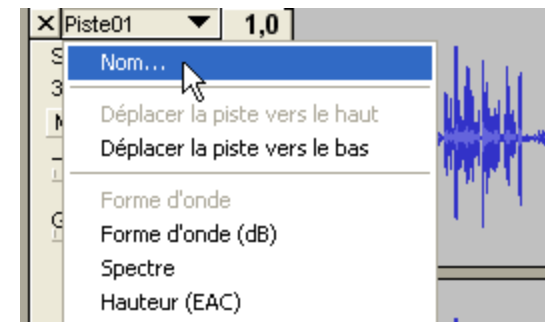 Piste01 1,0
S
Nom...
3
Déplacer la piste vers le haut
Déplacer la piste vers le bas
Forme d'onde
G
Forme d'onde (dB)
Spectre
Hauteur (EAC)